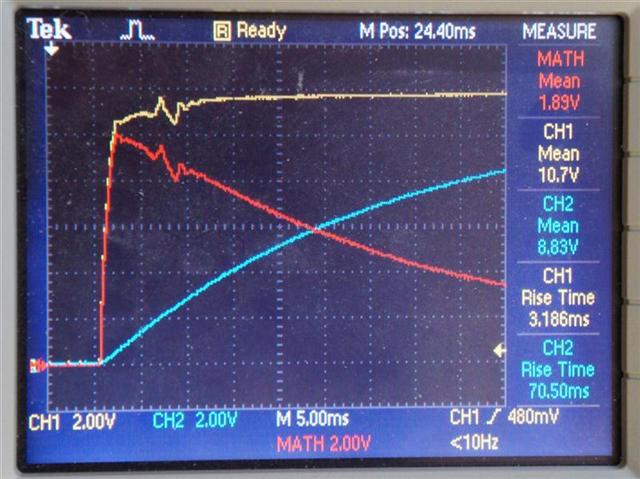 Tek
R Ready
M Pos: 24.40ms
MEASURE
MATH
Mean
1.89V
CH1
Mean
10.7V
CH2
Mean
8.83V
CH1
Rise Time
3.186ms
CH2
Rise Time
70.50ms
CH1 2.00V
CH2 2.00V
M 5.00ms
CH1 480mV
MATH 2.00V
<10Hz